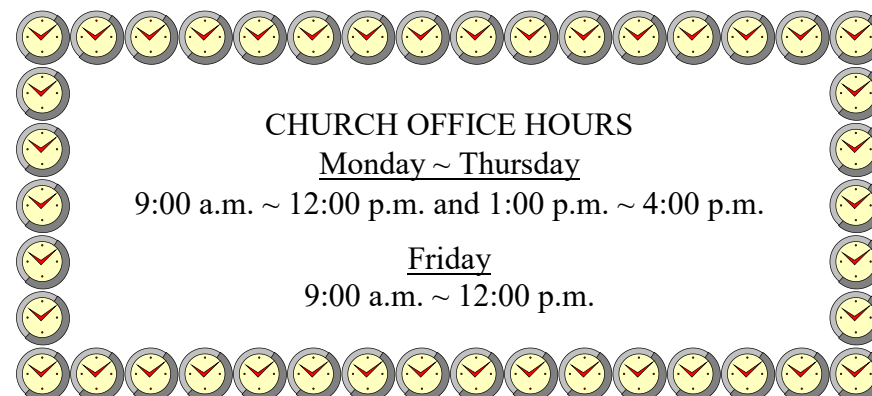 CHURCH OFFICE HOURS
Monday ~ Thursday
9:00 a.m. ~ 12:00 p.m. and 1:00 p.m. ~ 4:00 p.m.
Friday
9:00 a.m. ~ 12:00 p.m.